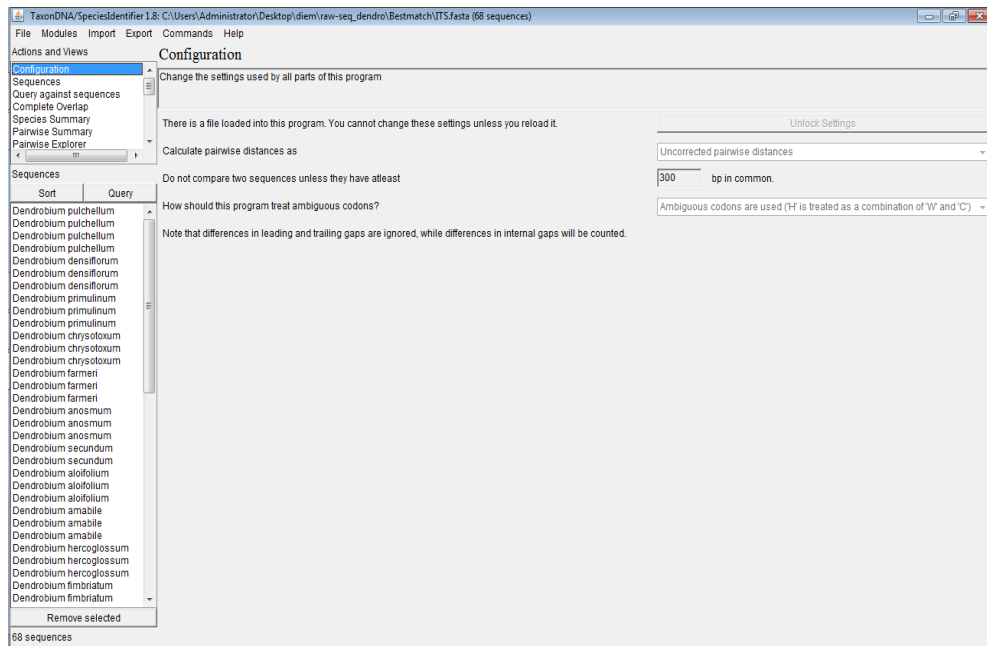 TaxonDNA/SpeciesIdentifier 1.8: C:\Users\Administrator\Desktop\diem\raw-seq_dendro\Bestmatch\ITS.fasta (68 sequences)
File Modules Import Export Commands Help
Actions and Views
Configuration
Sequences
Query against sequences
Complete Overlap
Species Summary
Pairwise Summary
Pairwise Explorer
Sequences
Sort Query
Dendrobium pulchellum
Dendrobium pulchellum
Dendrobium pulchellum
Dendrobium pulchellum
Dendrobium densiflorum
Dendrobium densiflorum
Dendrobium densiflorum
Dendrobium primulinum
Dendrobium primulinum
Dendrobium primulinum
Dendrobium chrysotoxum
Dendrobium chrysotoxum
Dendrobium chrysotoxum
Dendrobium farmeri
Dendrobium farmeri
Dendrobium farmeri
Dendrobium anosmum
Dendrobium anosmum
Dendrobium anosmum
Dendrobium secundum
Dendrobium secundum
Dendrobium aloifolium
Dendrobium aloifolium
Dendrobium aloifolium
Dendrobium amabile
Dendrobium amabile
Dendrobium amabile
Dendrobium hercoglossum
Dendrobium hercoglossum
Dendrobium hercoglossum
Dendrobium fimbriatum
Dendrobium fimbriatum
Remove selected
68 sequences
Configuration
Change the settings used by all parts of this program
There is a file loaded into this program. You cannot change these settings unless you reload it.
Unlock Settings
Calculate pairwise distances as
Uncorrected pairwise distances
Do not compare two sequences unless they have atleast
300 bp in common.
How should this program treat ambiguous codons?
Ambiguous codons are used ('H' is treated as a combination of 'W' and 'C')
Note that differences in leading and trailing gaps are ignored, while differences in internal gaps will be counted.